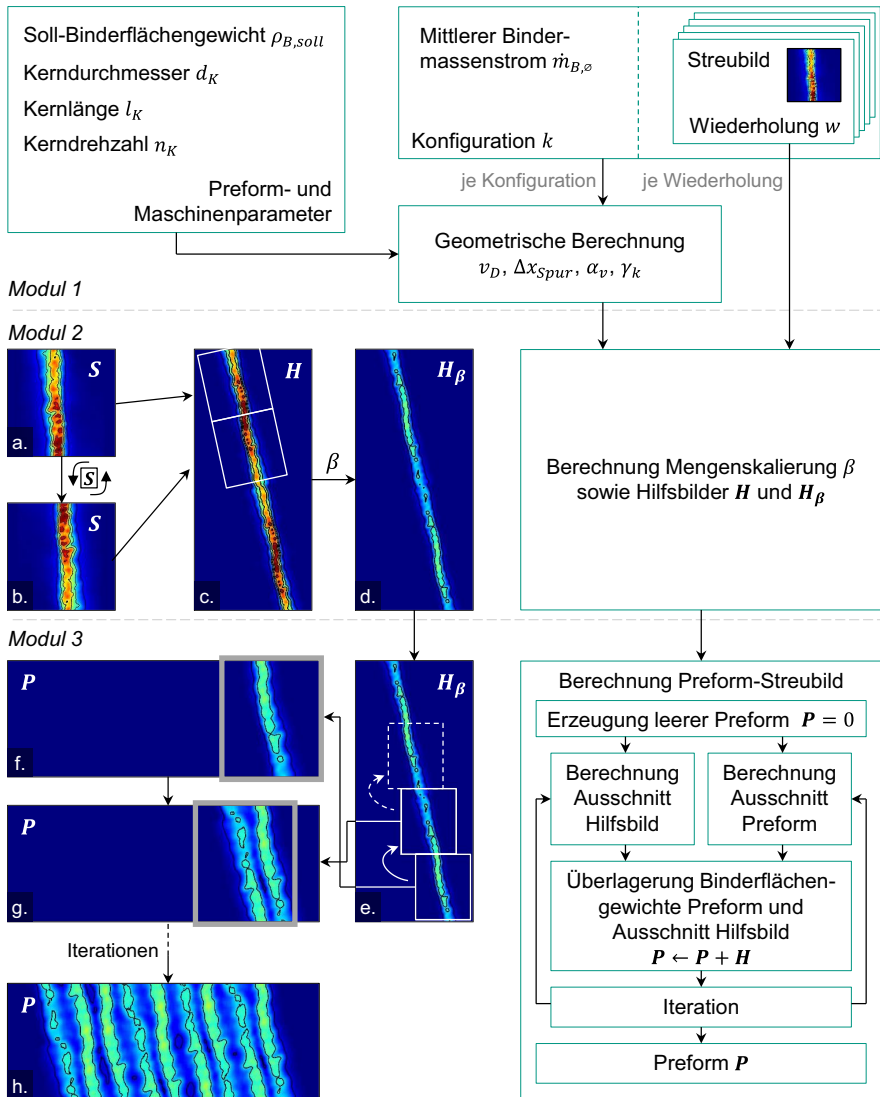 Soll-Binderflächengewicht ρ_{B,soll}
Kerndurchmesser d_K
Kernlänge l_K
Kerndrehzahl n_K
Preform- und
Maschinenparameter
Mittlerer Binder-
massenstrom ṁ_{B,⌀}
Konfiguration k
Streubild
Wiederholung w
je Konfiguration
je Wiederholung
Geometrische Berechnung
v_D, Δx_{Spur}, α_v, γ_k
Modul 1
Modul 2
S
a.
S
S
b.
H
c.
β
H_β
d.
Berechnung Mengenskalierung β
sowie Hilfsbilder H und H_β
Modul 3
P
f.
P
g.
Iterationen
P
h.
H_β
e.
Berechnung Preform-Streubild
Erzeugung leerer Preform P = 0
Berechnung
Ausschnitt
Hilfsbild
Berechnung
Ausschnitt
Preform
Überlagerung Binderflächen-
gewichte Preform und
Ausschnitt Hilfsbild
P ← P + H
Iteration
Preform P